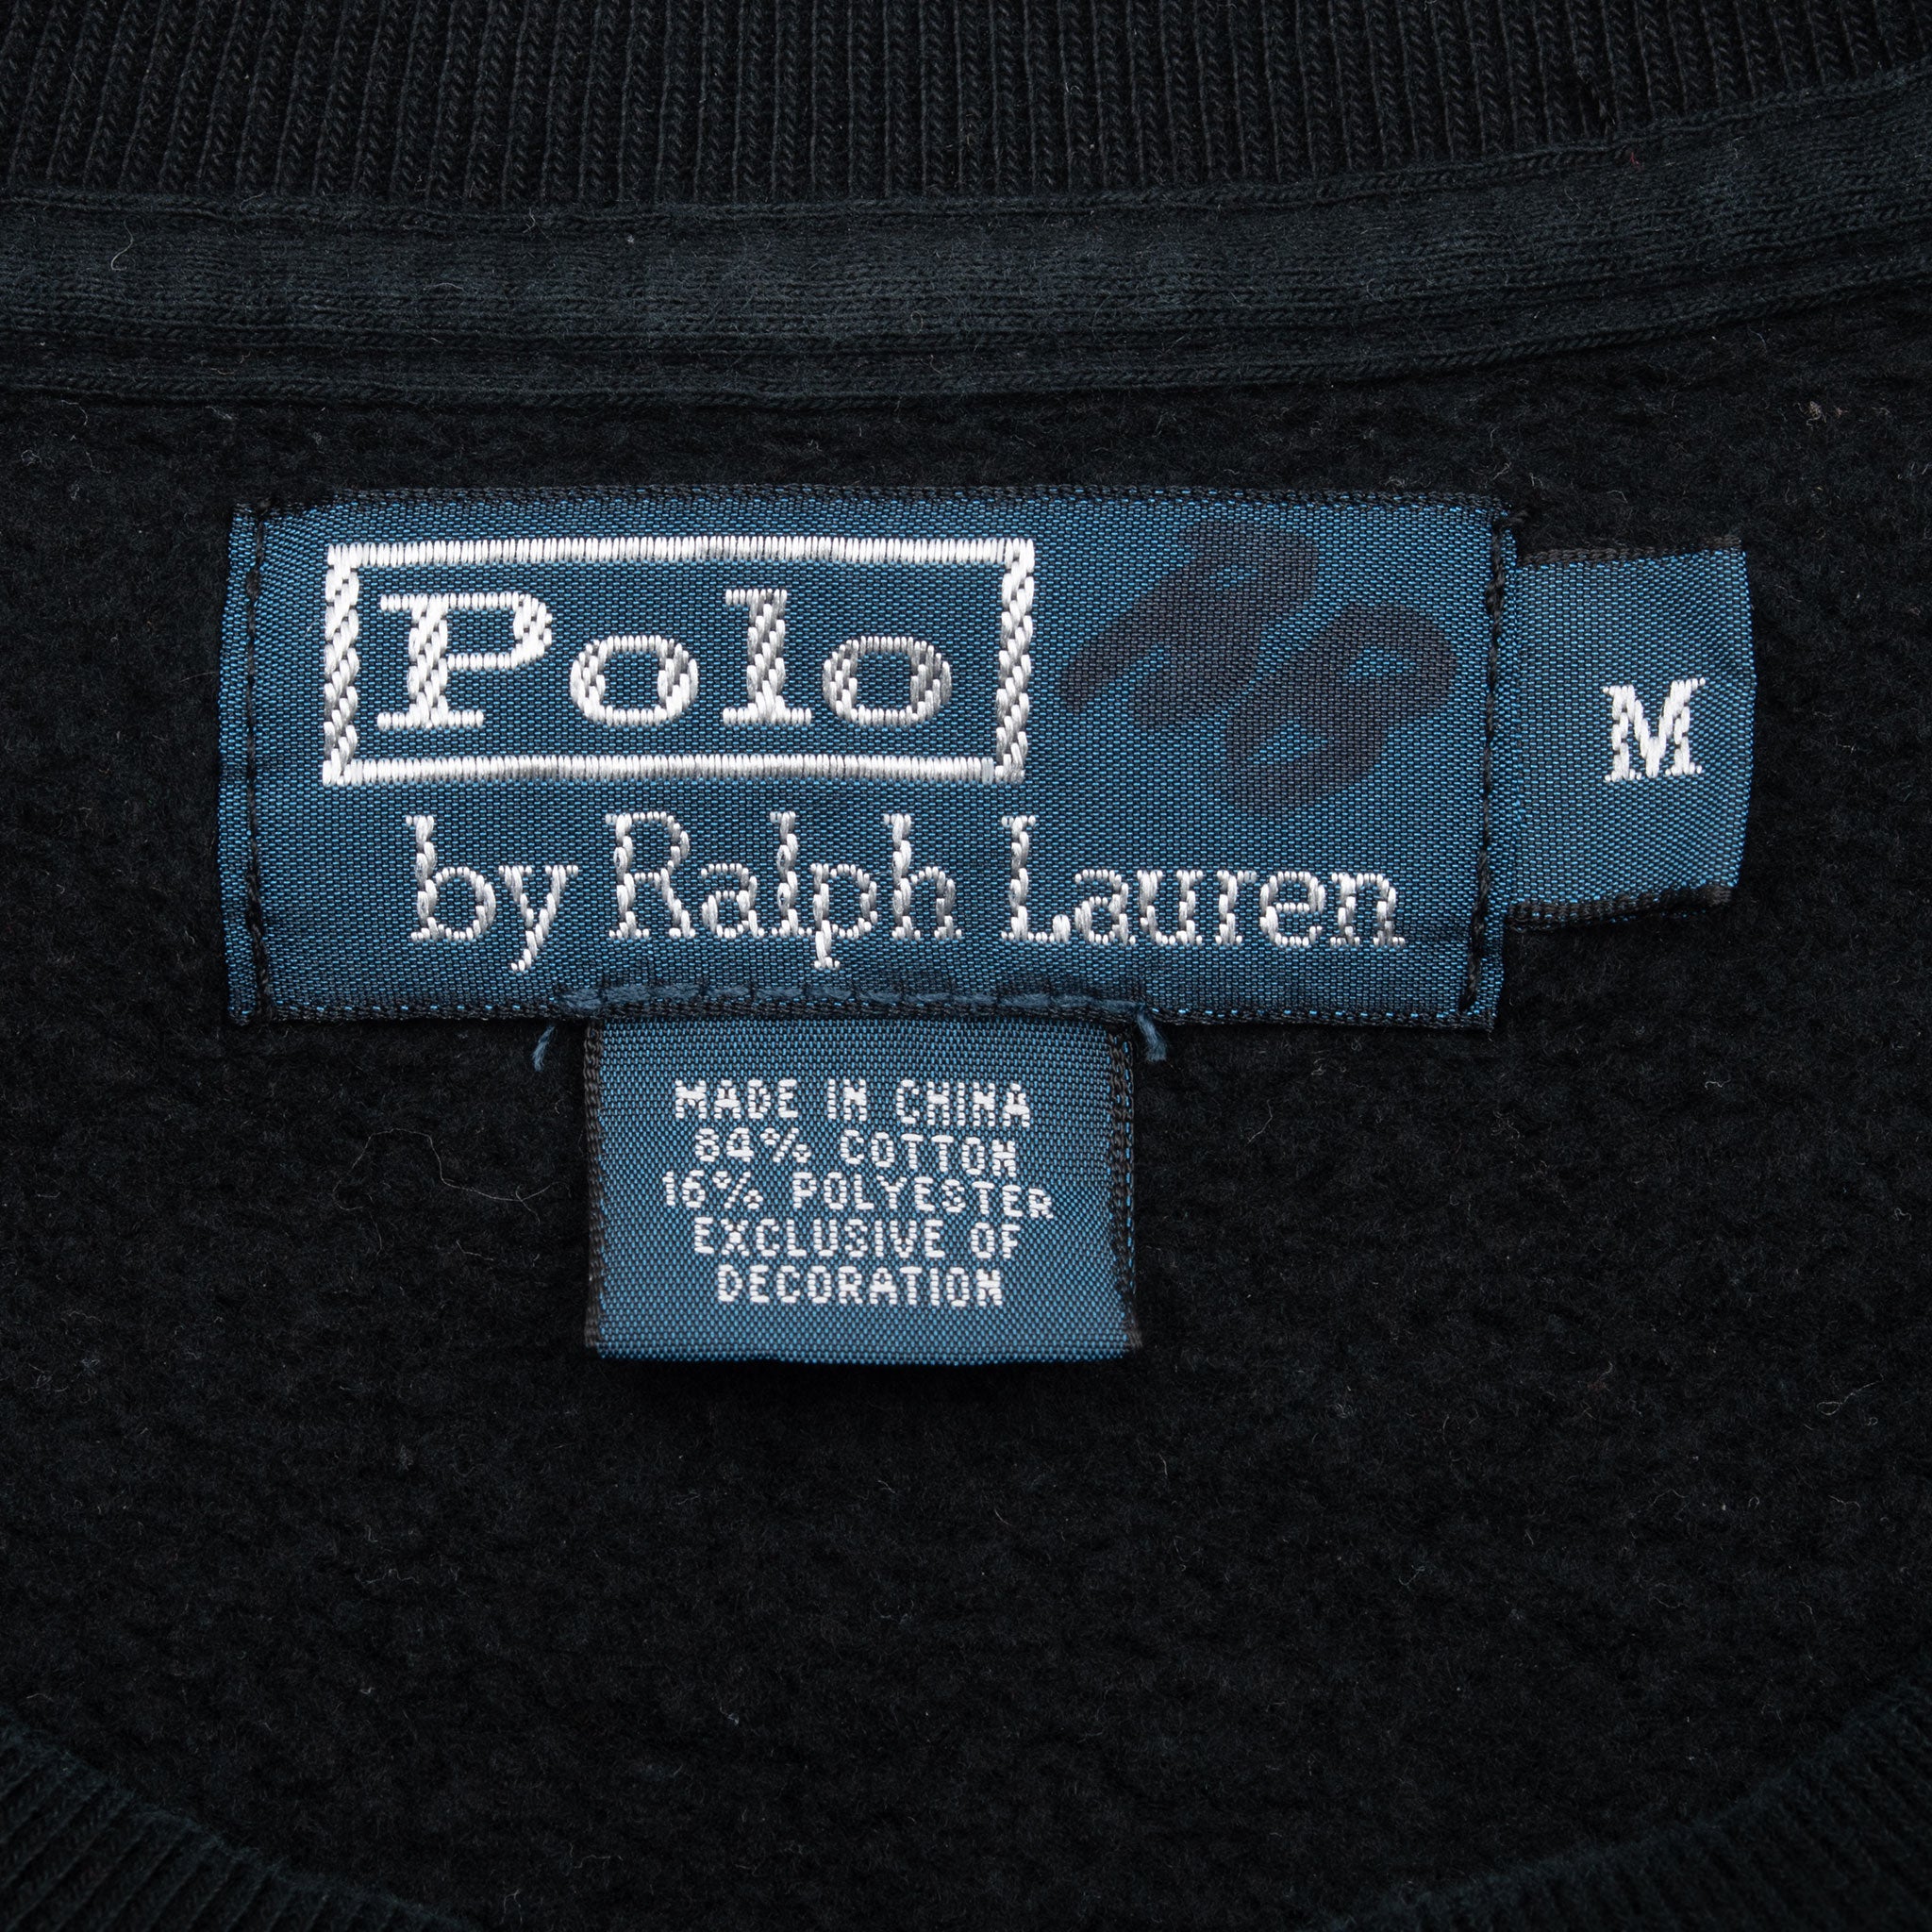 Polo
by Ralph Lauren
M
MADE IN CHINA
84% COTTON
16% POLYESTER
EXCLUSIVE OF
DECORATION